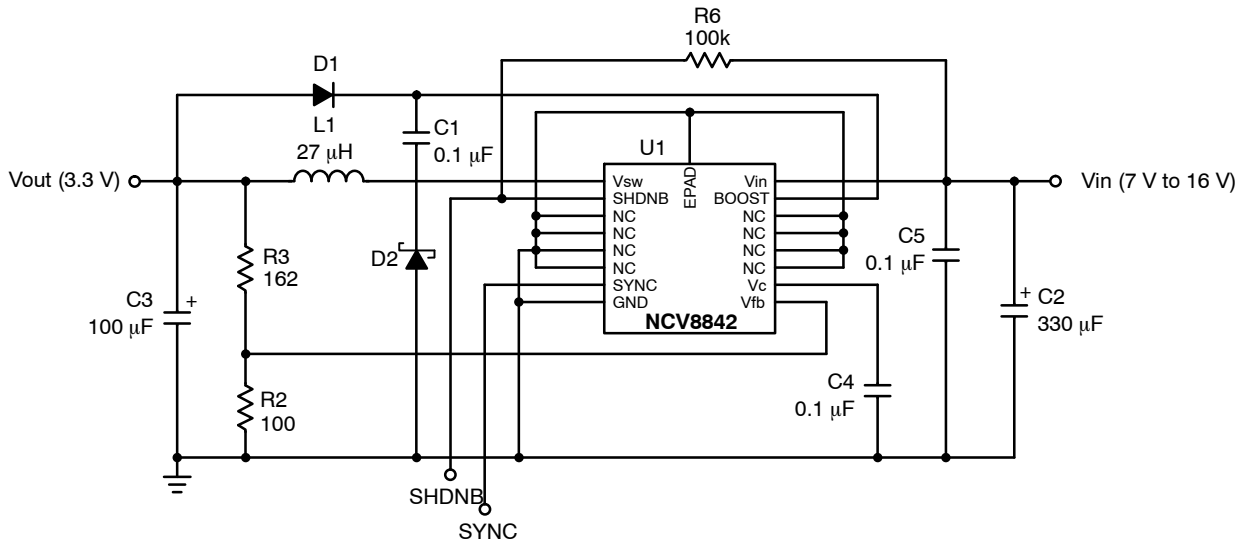 R6
100k
D1
L1
27 μH
C1
0.1 μF
U1
Vout (3.3 V)
Vin (7 V to 16 V)
EPAD
Vsw
SHDNB
NC
NC
NC
NC
SYNC
GND
Vin
BOOST
NC
NC
NC
NC
Vc
Vfb
NCV8842
R3
162
D2
C5
0.1 μF
C3
+
100 μF
+
C2
330 μF
R2
100
C4
0.1 μF
SHDNB
SYNC